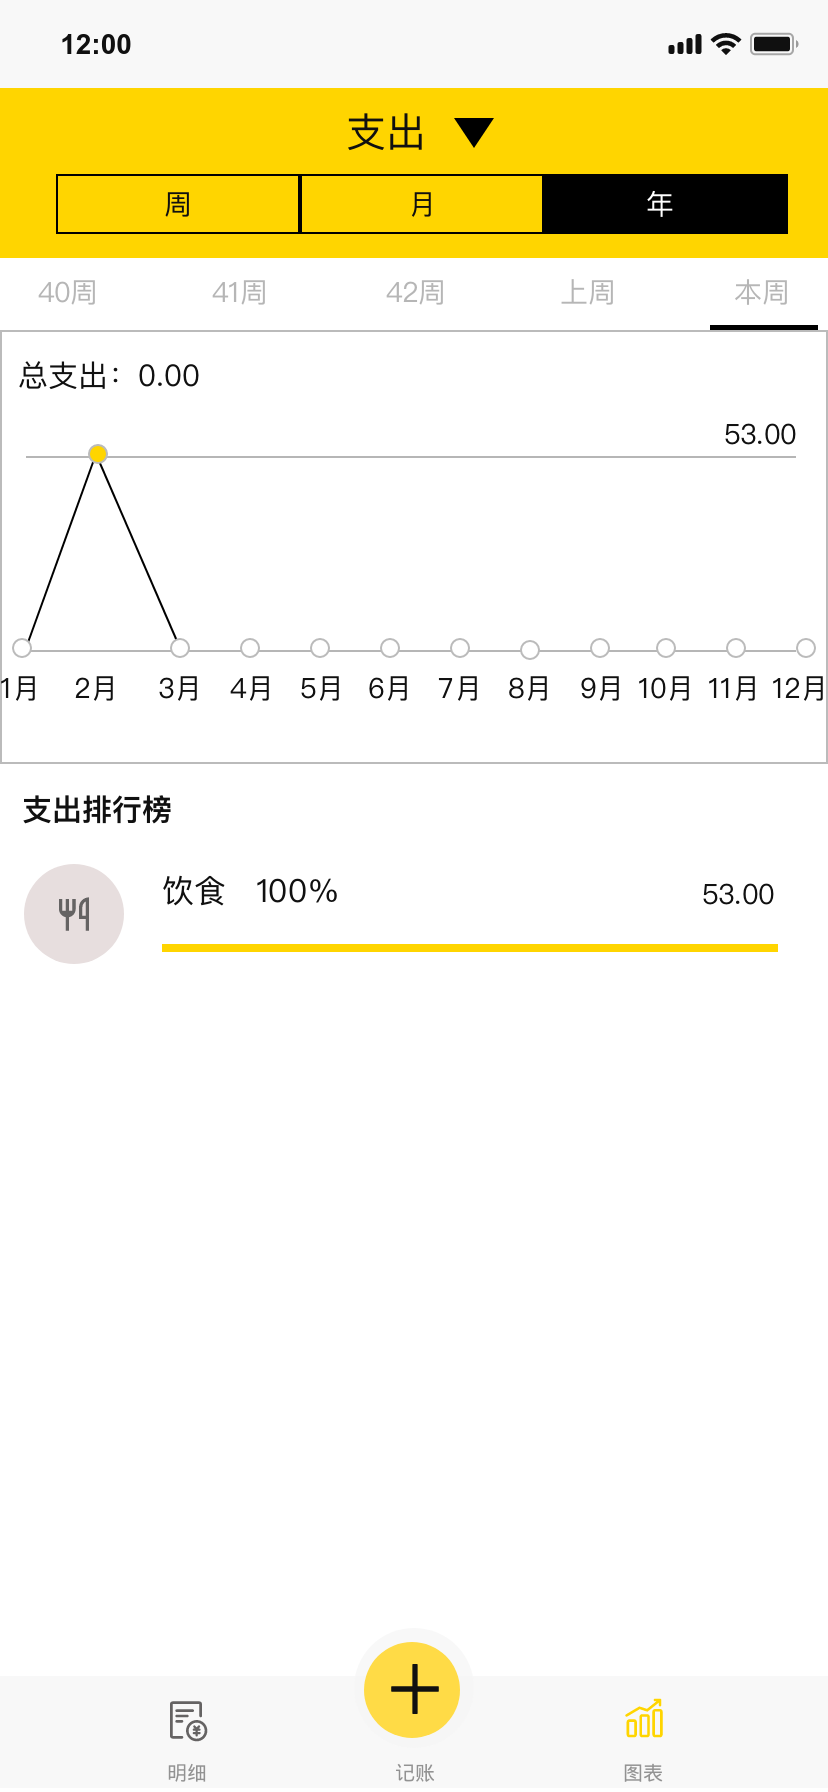 12:00
支出
周 月 年
40周 41周 42周 上周 本周
总支出：0.00
53.00
1月 2月 3月 4月 5月 6月 7月 8月 9月 10月 11月 12月
支出排行榜
饮食 100% 53.00
明细 记账 图表